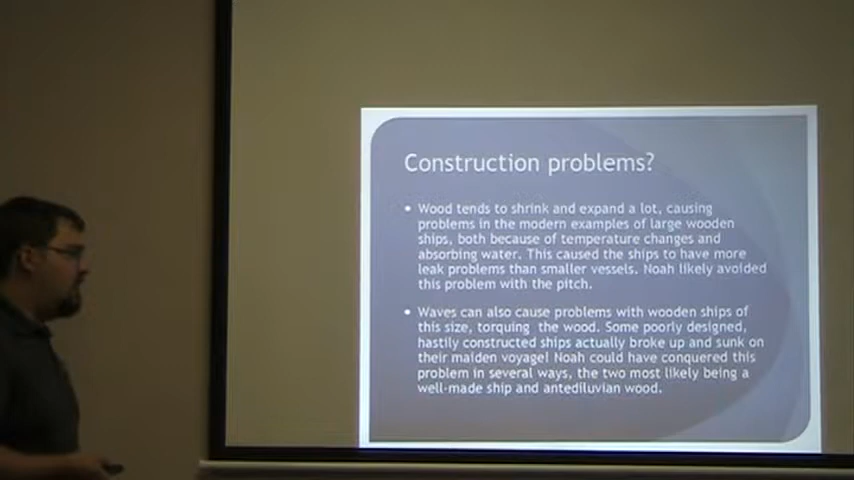 Construction problems?
• Wood tends to shrink and expand a lot, causing
problems in the modern examples of large wooden
ships, both because of temperature changes and
absorbing water. This caused the ships to have more
leak problems than smaller vessels. Noah likely avoided
this problem with the pitch.
• Waves can also cause problems with wooden ships of
this size, torquing the wood. Some poorly designed,
hastily constructed ships actually broke up and sunk on
their maiden voyage! Noah could have conquered this
problem in several ways, the two most likely being a
well-made ship and antediluvian wood.